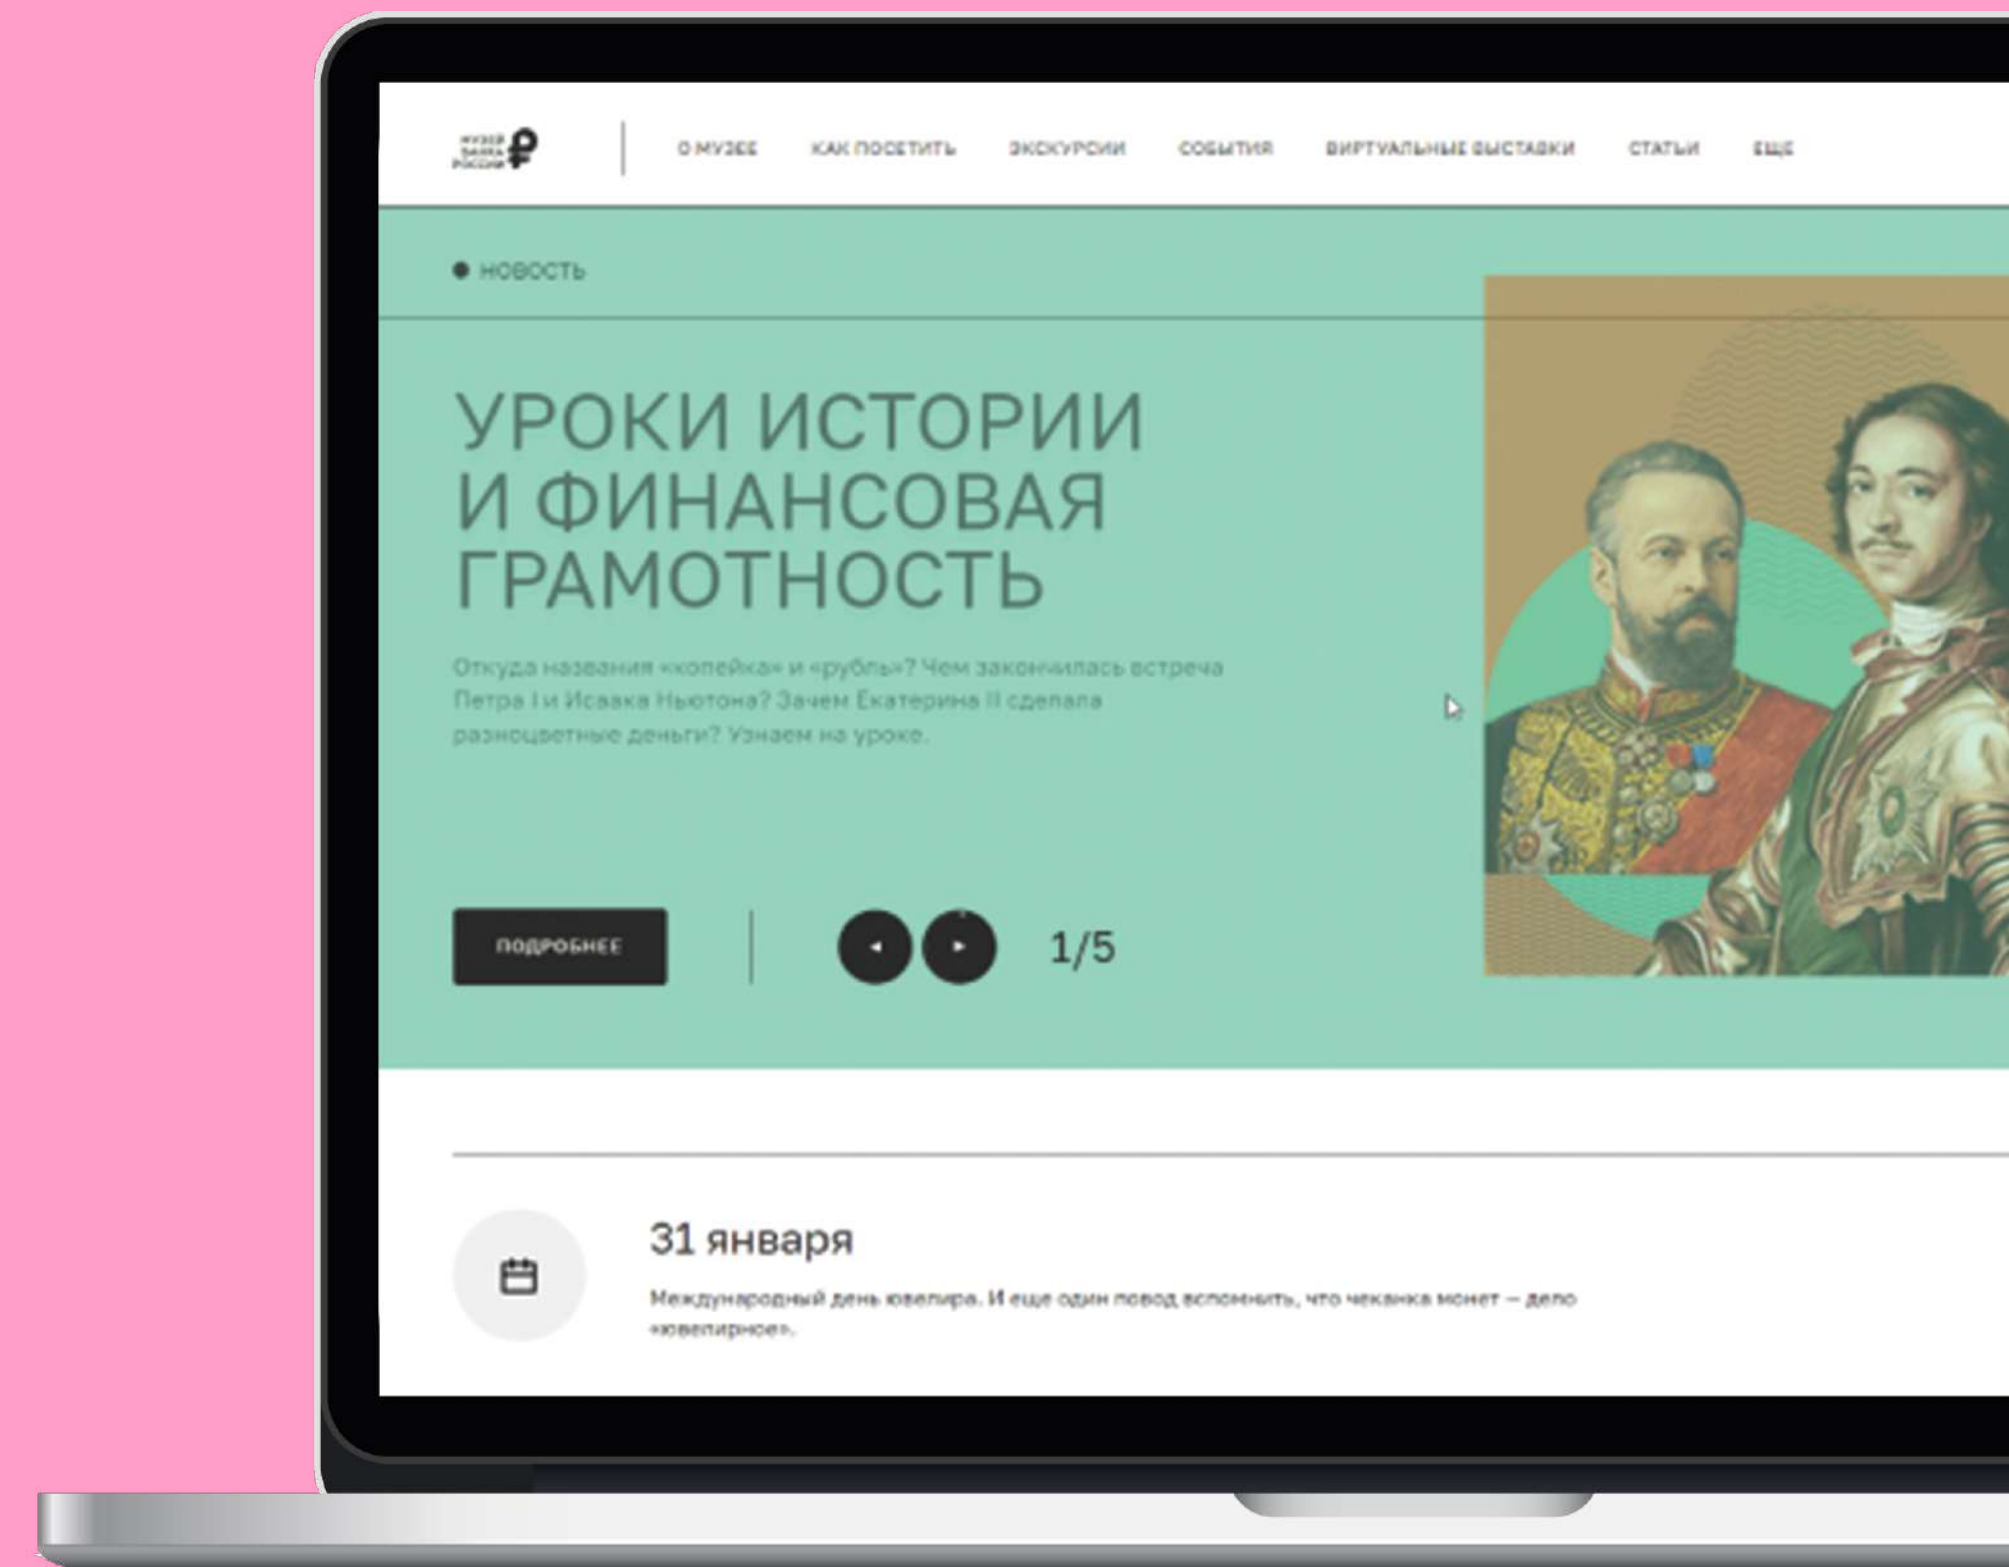 МУЗЕЙ
БАНКА
РОССИИ
О МУЗЕЕ КАК ПОСЕТИТЬ ЭКСКУРСИИ СОБЫТИЯ ВИРТУАЛЬНЫЕ ВЫСТАВКИ СТАТЬИ ЕЩЕ
НОВОСТЬ
УРОКИ ИСТОРИИ
И ФИНАНСОВАЯ
ГРАМОТНОСТЬ
Откуда названия «копейка» и «рубль»? Чем закончилась встреча
Петра I и Исаака Ньютона? Зачем Екатерина II сделала
разноцветные деньги? Узнаем на уроке.
ПОДРОБНЕЕ
1/5
31 января
Международный день ювелира. И еще один повод вспомнить, что чеканка монет – дело
«ювелирное».